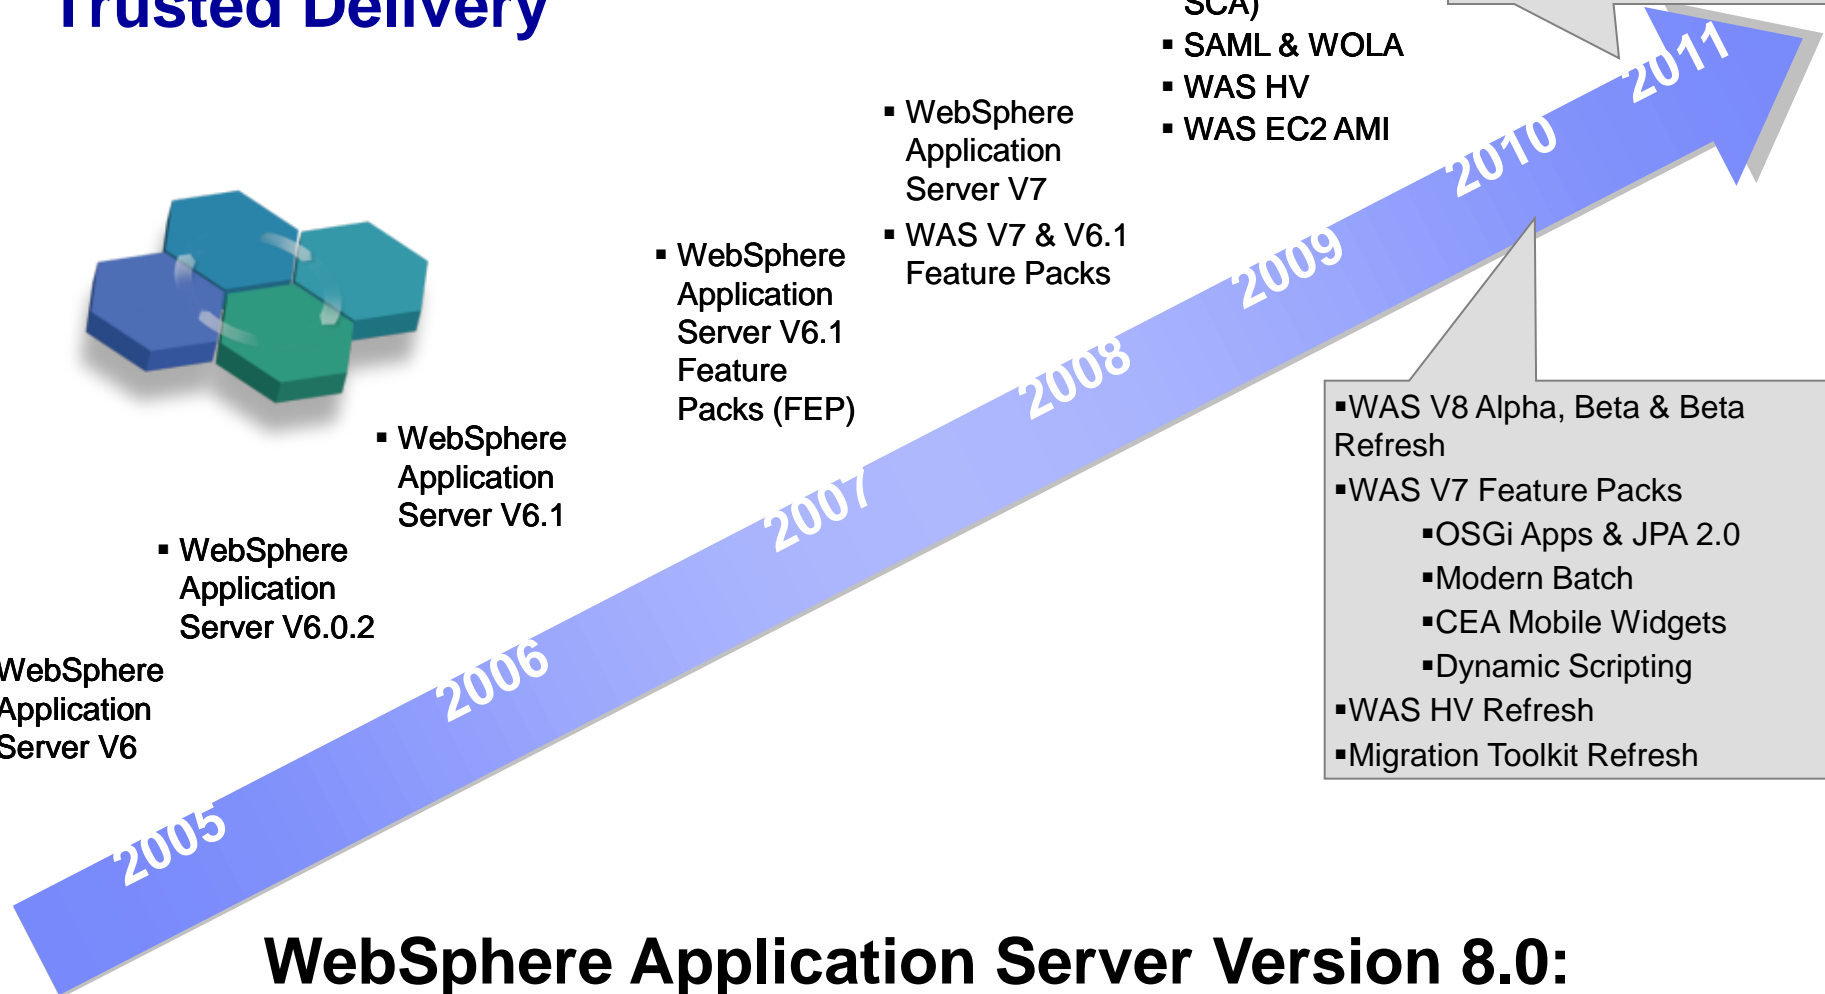 Trusted Delivery
SCA)
▪ SAML & WOLA
▪ WAS HV
▪ WAS EC2 AMI
▪ WebSphere
Application
Server V7
▪ WAS V7 & V6.1
Feature Packs
▪ WebSphere
Application
Server V6.1
Feature
Packs (FEP)
▪ WebSphere
Application
Server V6.1
▪ WebSphere
Application
Server V6.0.2
WebSphere
Application
Server V6
2005
2006
2007
2008
2009
2010
2011
▪WAS V8 Alpha, Beta & Beta
Refresh
▪WAS V7 Feature Packs
▪OSGi Apps & JPA 2.0
▪Modern Batch
▪CEA Mobile Widgets
▪Dynamic Scripting
▪WAS HV Refresh
▪Migration Toolkit Refresh
WebSphere Application Server Version 8.0: